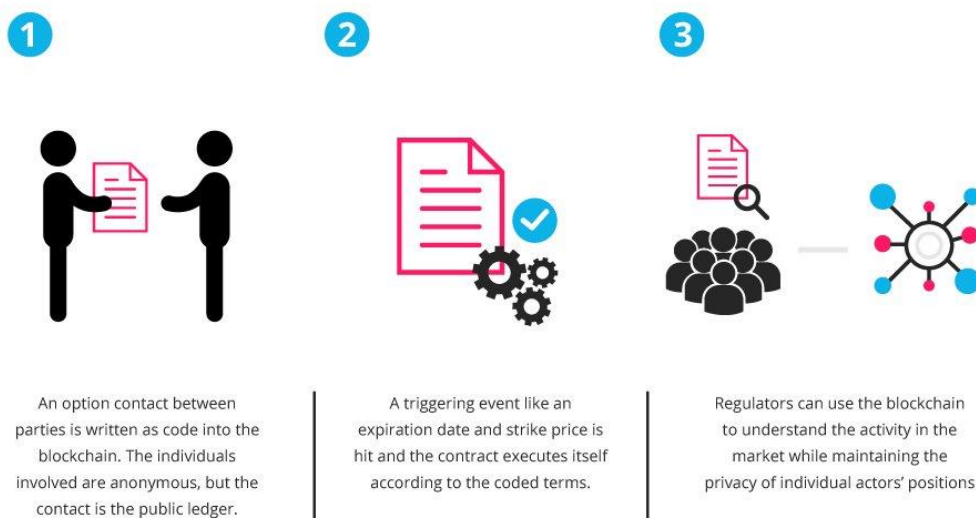 1
2
3
An option contact between
parties is written as code into the
blockchain. The individuals
involved are anonymous, but the
contact is the public ledger.
A triggering event like an
expiration date and strike price is
hit and the contract executes itself
according to the coded terms.
Regulators can use the blockchain
to understand the activity in the
market while maintaining the
privacy of individual actors' positions